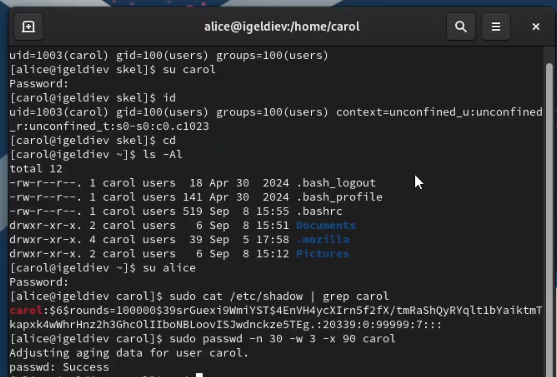 alice@igeldiev:/home/carol
uid=1003(carol) gid=100(users) groups=100(users)
[alice@igeldiev skel]$ su carol
Password:
[carol@igeldiev skel]$ id
uid=1003(carol) gid=100(users) groups=100(users) context=unconfined_u:unconfined
_r:unconfined_t:s0-s0:c0.c1023
[carol@igeldiev skel]$ cd
[carol@igeldiev ~]$ ls -Al
total 12
-rw-r--r--. 1 carol users  18 Apr 30  2024 .bash_logout
-rw-r--r--. 1 carol users 141 Apr 30  2024 .bash_profile
-rw-r--r--. 1 carol users 519 Sep  8 15:55 .bashrc
drwxr-xr-x. 2 carol users   6 Sep  8 15:51 Documents
drwxr-xr-x. 4 carol users  39 Sep  5 17:58 .mozilla
drwxr-xr-x. 2 carol users   6 Sep  8 15:12 Pictures
[carol@igeldiev ~]$ su alice
Password:
[alice@igeldiev carol]$ sudo cat /etc/shadow | grep carol
carol:$6$rounds=100000$39srGuexi9WmiYST$4EnVH4ycXIrn5f2fX/tmRaShQyRYqlt1bYaiktmT
kapxk4wWhrHnz2h3GhcOlIIboNBLoovISJwdnckze5TEg.:20339:0:99999:7:::
[alice@igeldiev carol]$ sudo passwd -n 30 -w 3 -x 90 carol
Adjusting aging data for user carol.
passwd: Success